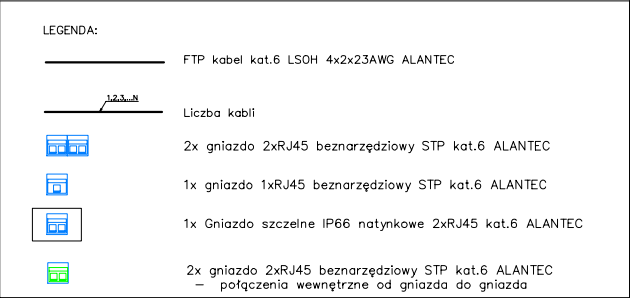 LEGENDA:
FTP kabel kat.6 LSOH 4x2x23AWG ALANTEC
1,2,3,...N
Liczba kabli
2x gniazdo 2xRJ45 beznarzędziowy STP kat.6 ALANTEC
1x gniazdo 1xRJ45 beznarzędziowy STP kat.6 ALANTEC
1x Gniazdo szczelne IP66 natynkowe 2xRJ45 kat.6 ALANTEC
2x gniazdo 2xRJ45 beznarzędziowy STP kat.6 ALANTEC
– połączenia wewnętrzne od gniazda do gniazda